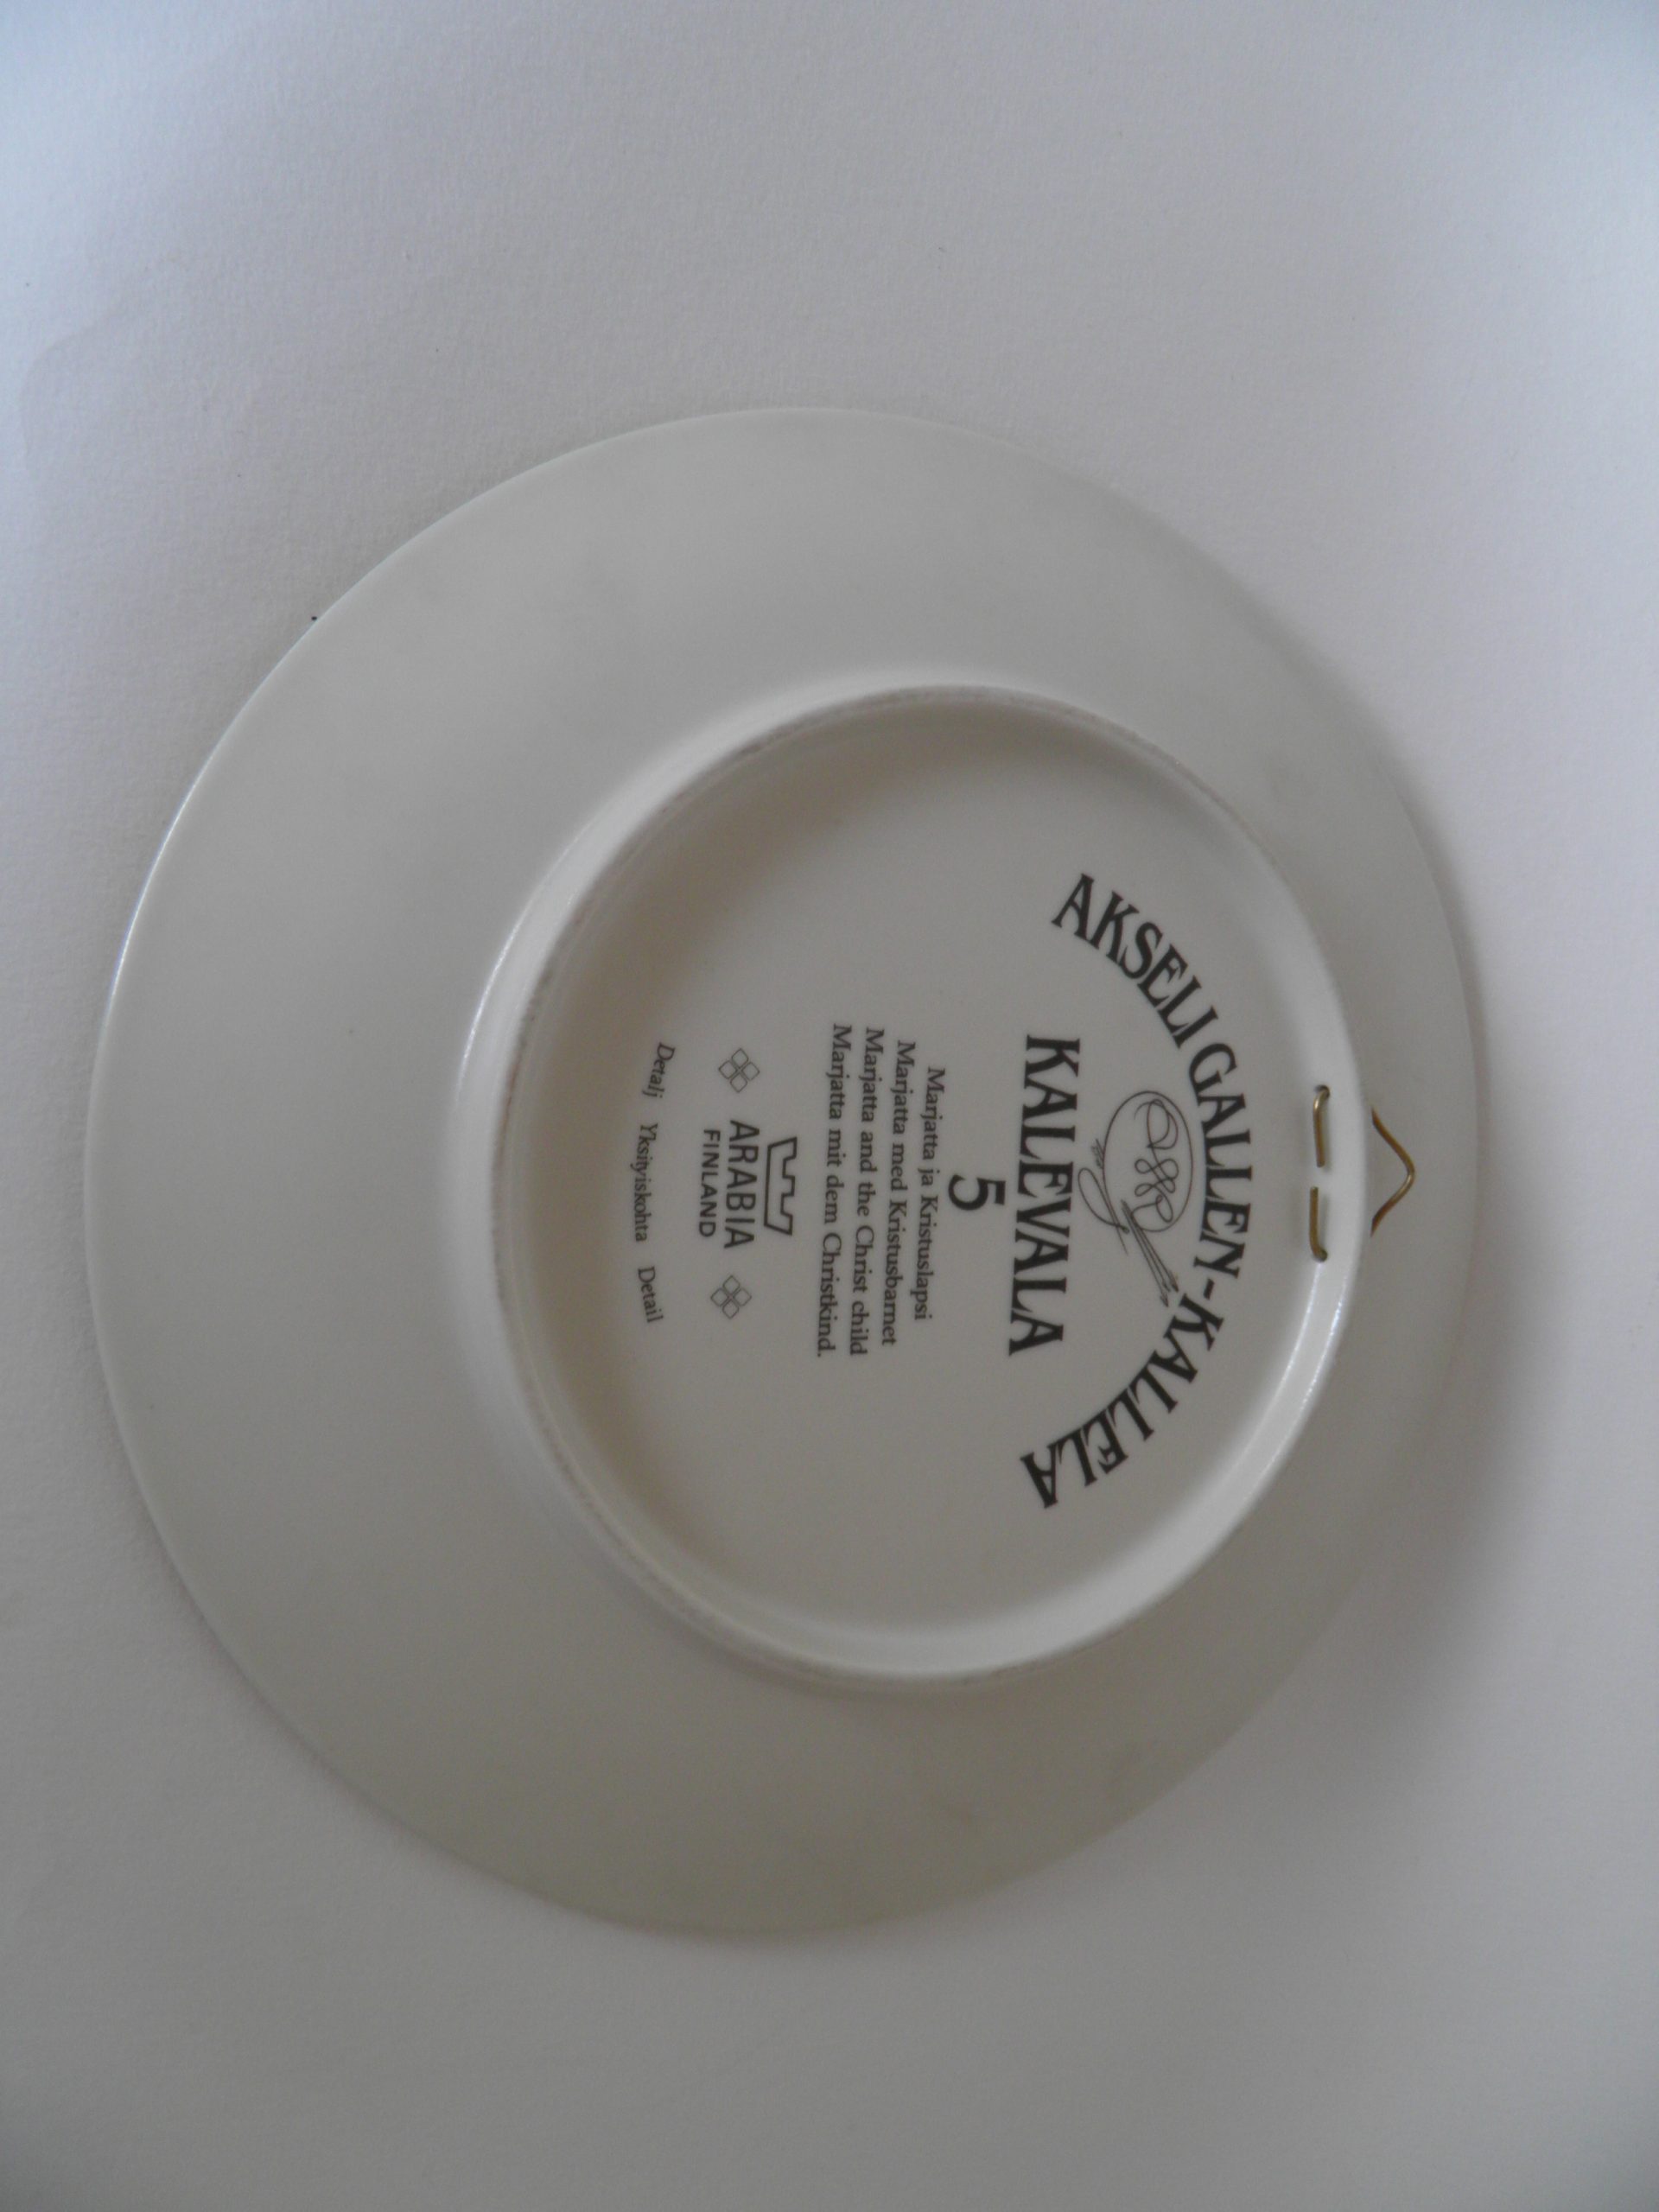 AKSELI GALLEN-KALLELA
KALEVALA
5
Marjatta ja Kristuslapsi
Marjatta med Kristusbarnet
Marjatta and the Christ child
Marjatta mit dem Christkind.
ARABIA
FINLAND
Detalj Yksityiskohta Detail